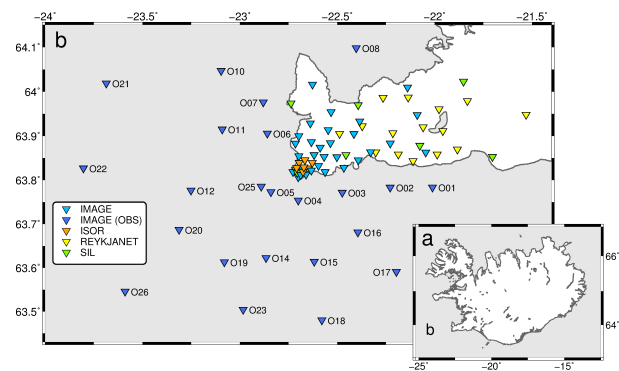 −24 −23.5 −23 −22.5 −22 −21.5
b
64.1˚
64˚
63.9˚
63.8˚
63.7˚
63.6˚
63.5˚
O08
O10
O21
O07
O11
O06
O22
O12
O25
O05
O04
O03
O02
O01
IMAGE
IMAGE (OBS)
ISOR
REYKJANET
SIL
O20
O16
O19
O14
O15
O17
O26
O23
O18
a
b
66˚
64˚
−25˚ −20˚ −15˚